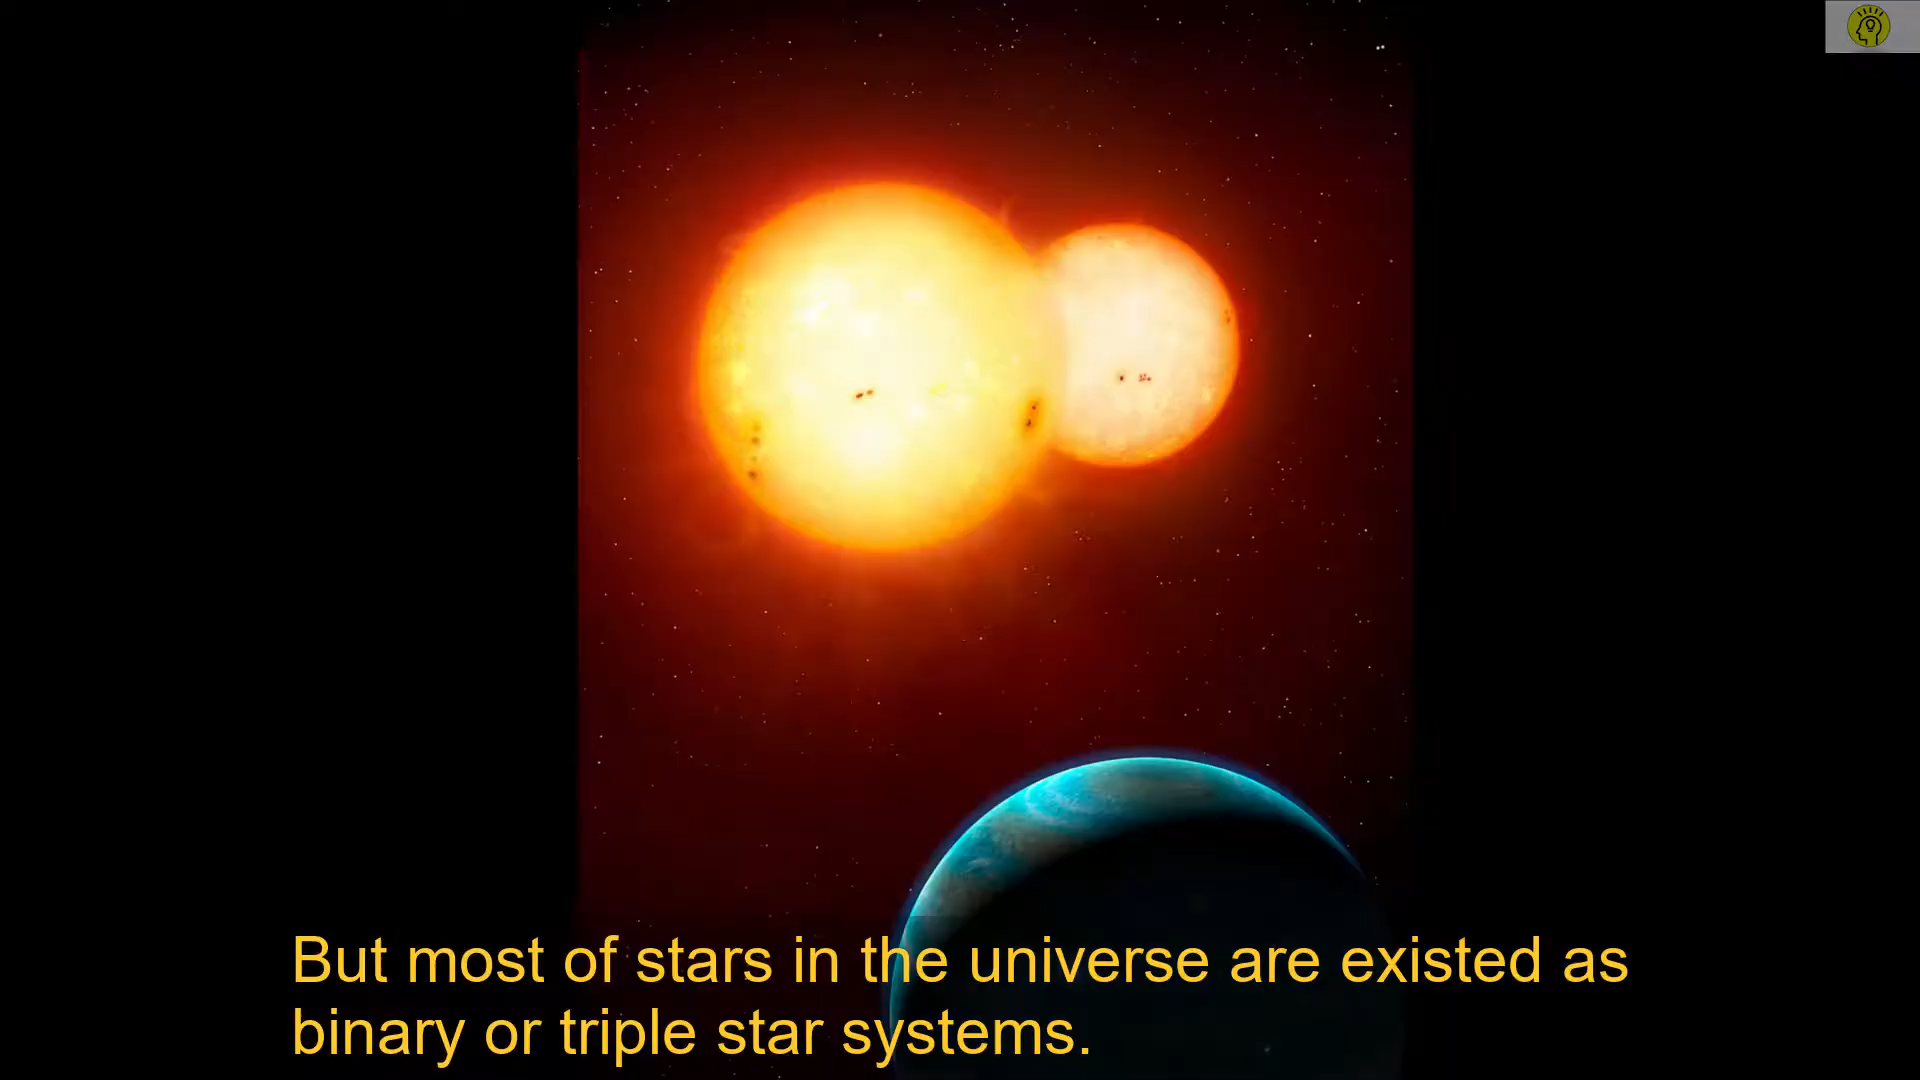 But most of stars in the universe are existed as
binary or triple star systems.